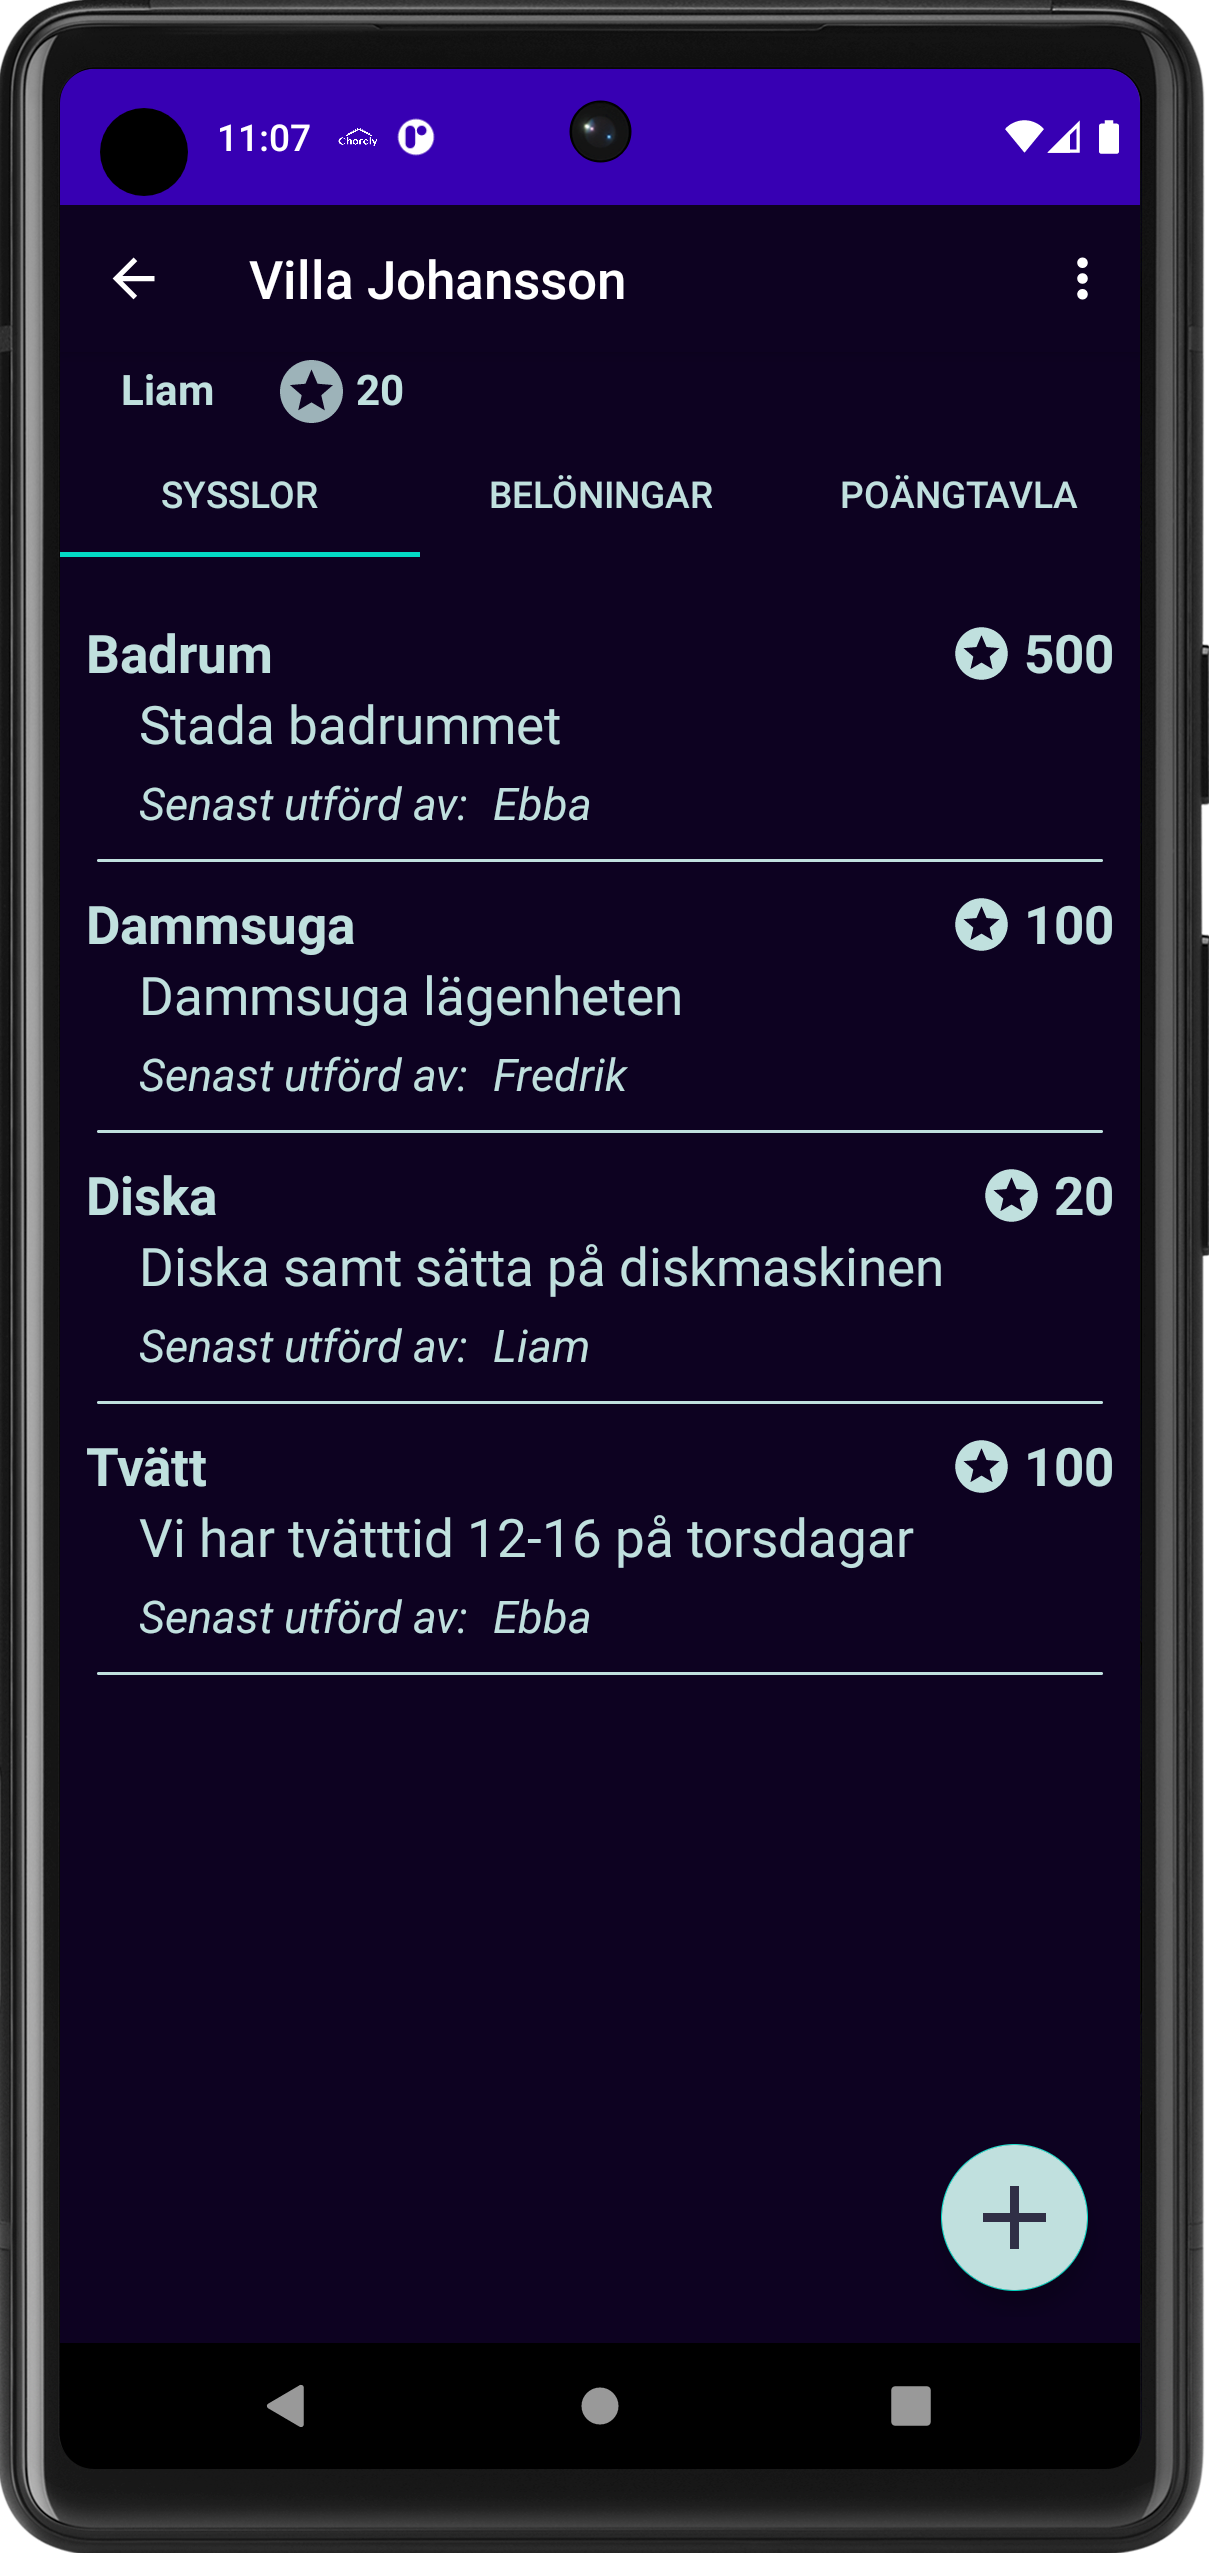 11:07 Chorely
Villa Johansson
Liam 20
SYSSLOR BELÖNINGAR POÄNGTAVLA
Badrum 500
Stada badrummet
Senast utförd av: Ebba
Dammsuga 100
Dammsuga lägenheten
Senast utförd av: Fredrik
Diska 20
Diska samt sätta på diskmaskinen
Senast utförd av: Liam
Tvätt 100
Vi har tvätttid 12-16 på torsdagar
Senast utförd av: Ebba